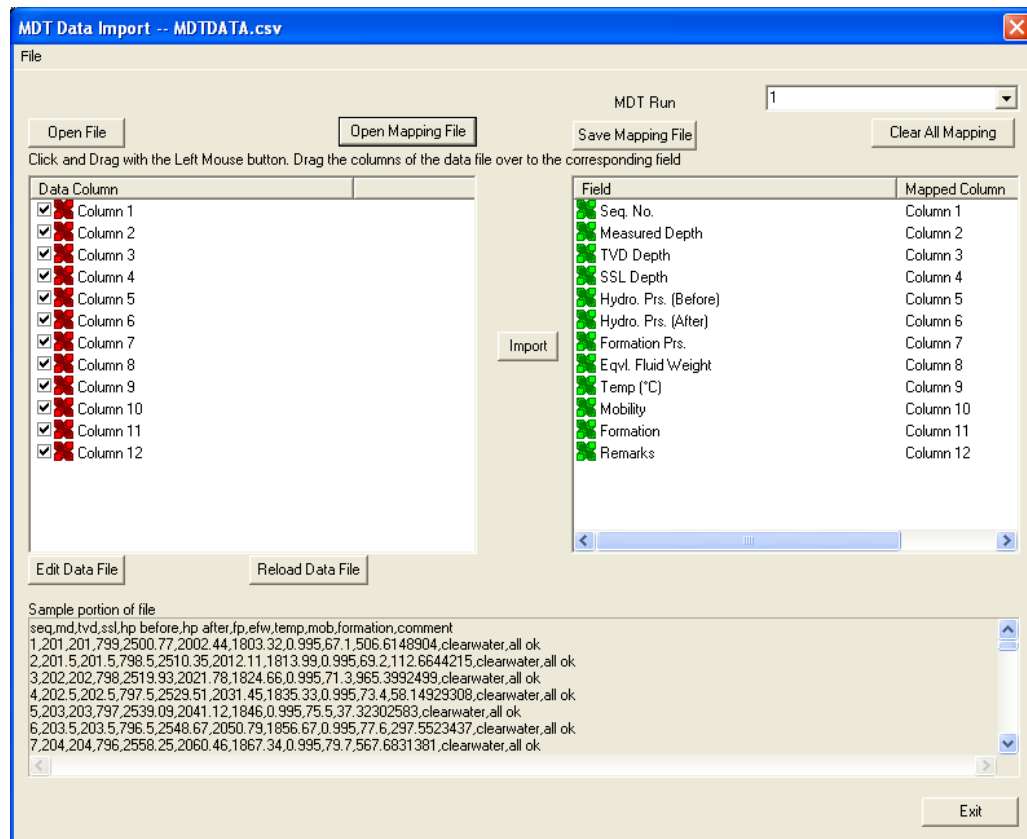 MDT Data Import -- MDTDATA.csv
File
MDT Run
1
Open File
Open Mapping File
Save Mapping File
Clear All Mapping
Click and Drag with the Left Mouse button. Drag the columns of the data file over to the corresponding field
Data Column
Column 1
Column 2
Column 3
Column 4
Column 5
Column 6
Column 7
Column 8
Column 9
Column 10
Column 11
Column 12
Import
Field Mapped Column
Seq. No. Column 1
Measured Depth Column 2
TVD Depth Column 3
SSL Depth Column 4
Hydro. Prs. (Before) Column 5
Hydro. Prs. (After) Column 6
Formation Prs. Column 7
Eqvl. Fluid Weight Column 8
Temp (°C) Column 9
Mobility Column 10
Formation Column 11
Remarks Column 12
Edit Data File
Reload Data File
Sample portion of file
seq,md,tvd,ssl,hp before,hp after,fp,efw,temp,mob,formation,comment
1,201,201,799,2500.77,2002.44,1803.32,0.995,67.1,506.6148904,clearwater,all ok
2,201.5,201.5,798.5,2510.35,2012.11,1813.99,0.995,69.2,112.6644215,clearwater,all ok
3,202,202,798,2519.93,2021.78,1824.66,0.995,71.3,965.3992499,clearwater,all ok
4,202.5,202.5,797.5,2529.51,2031.45,1835.33,0.995,73.4,58.14929308,clearwater,all ok
5,203,203,797,2539.09,2041.12,1846,0.995,75.5,37.32302583,clearwater,all ok
6,203.5,203.5,796.5,2548.67,2050.79,1856.67,0.995,77.6,297.5523437,clearwater,all ok
7,204,204,796,2558.25,2060.46,1867.34,0.995,79.7,567.6831381,clearwater,all ok
Exit